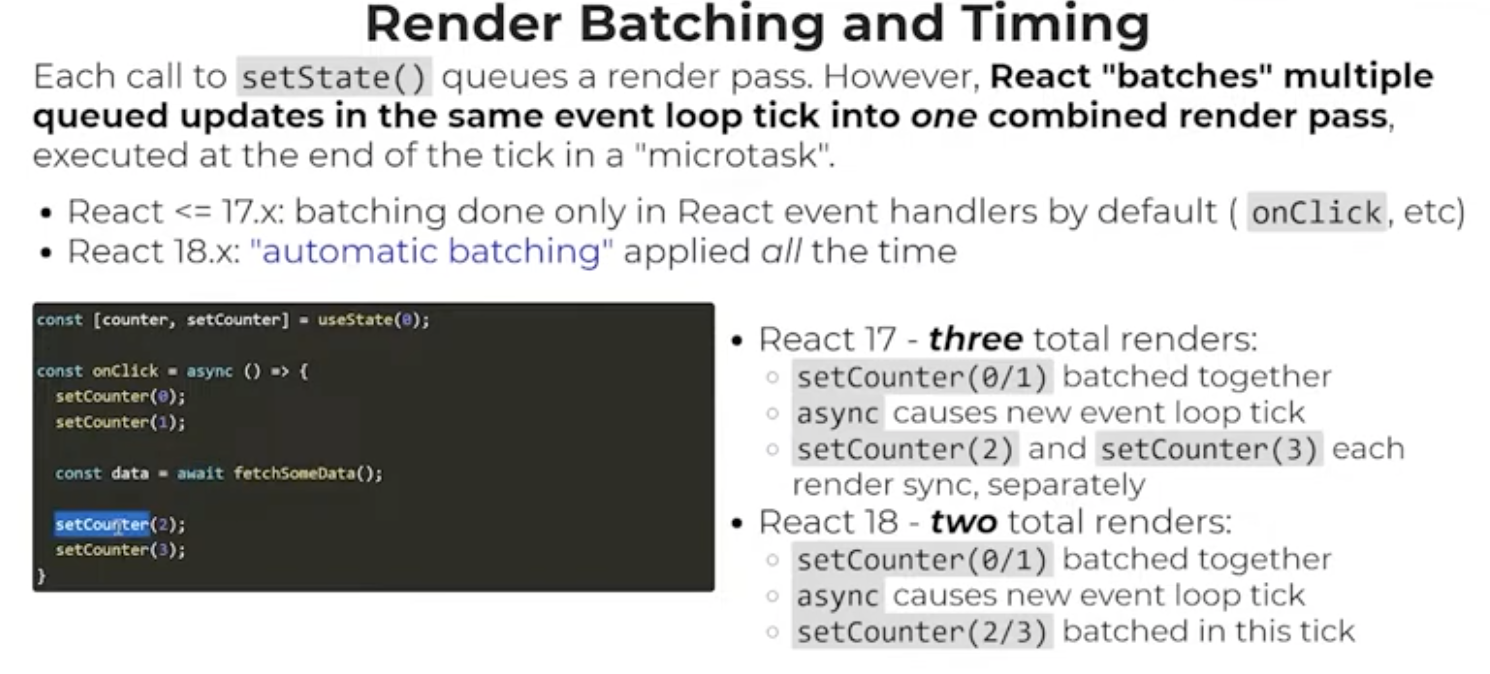 Render Batching and Timing
Each call to setState() queues a render pass. However, React "batches" multiple
queued updates in the same event loop tick into one combined render pass,
executed at the end of the tick in a "microtask".
• React <= 17.x: batching done only in React event handlers by default ( onClick, etc)
• React 18.x: "automatic batching" applied all the time
const [counter, setCounter] = useState(0);
const onClick = async () => {
setCounter(0);
setCounter(1);
const data = await fetchSomeData();
setCounter(2);
setCounter(3);
}
• React 17 - three total renders:
○ setCounter(0/1) batched together
○ async causes new event loop tick
○ setCounter(2) and setCounter(3) each
render sync, separately
• React 18 - two total renders:
○ setCounter(0/1) batched together
○ async causes new event loop tick
○ setCounter(2/3) batched in this tick